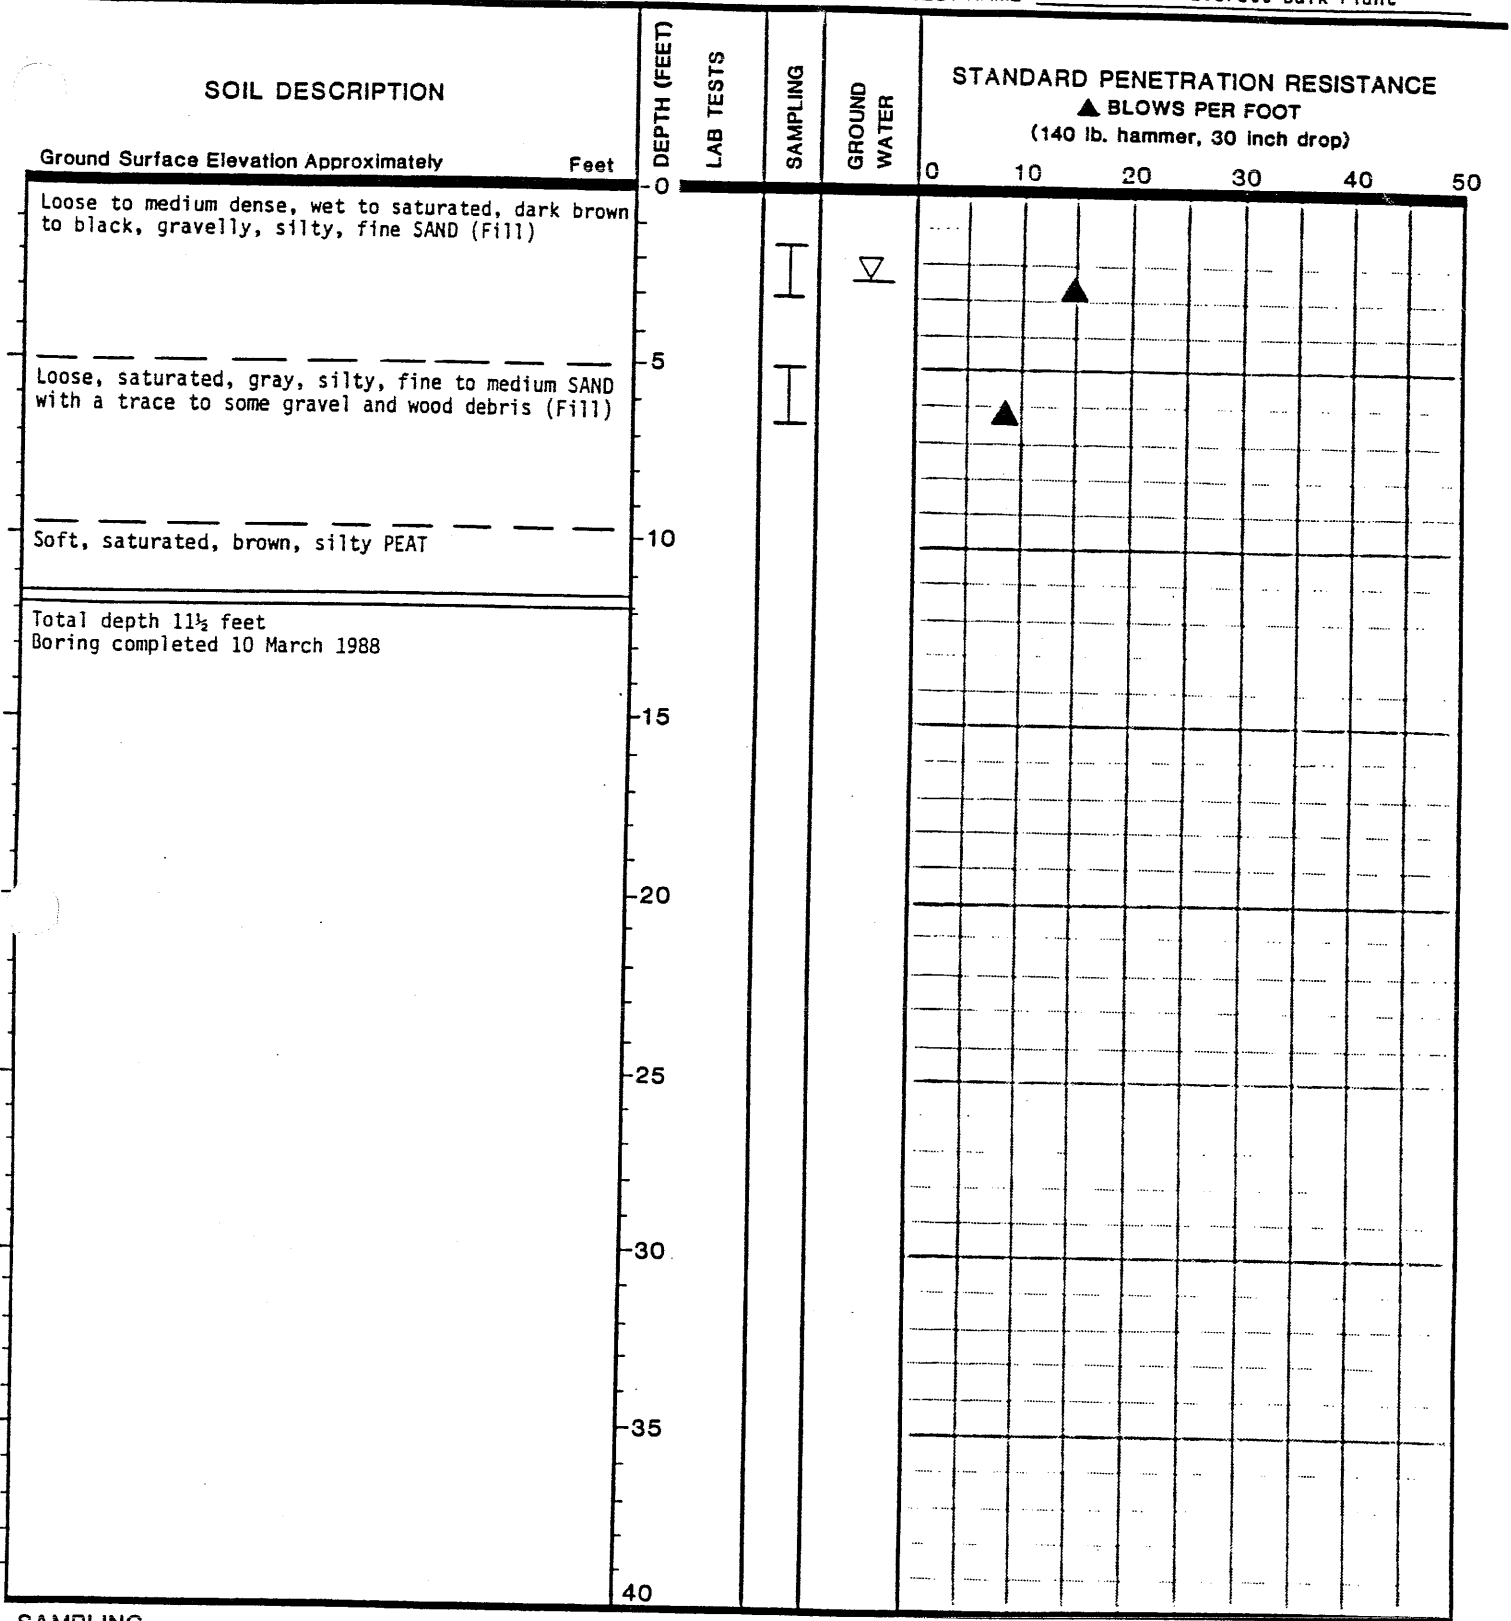 SOIL DESCRIPTION
Ground Surface Elevation Approximately Feet
DEPTH (FEET)
LAB TESTS
SAMPLING
GROUND
WATER
STANDARD PENETRATION RESISTANCE
▲ BLOWS PER FOOT
(140 lb. hammer, 30 inch drop)
0 10 20 30 40 50
0
Loose to medium dense, wet to saturated, dark brown
to black, gravelly, silty, fine SAND (Fill)
5
Loose, saturated, gray, silty, fine to medium SAND
with a trace to some gravel and wood debris (Fill)
10
Soft, saturated, brown, silty PEAT
Total depth 11½ feet
Boring completed 10 March 1988
15
20
25
30
35
40
SAMPLING